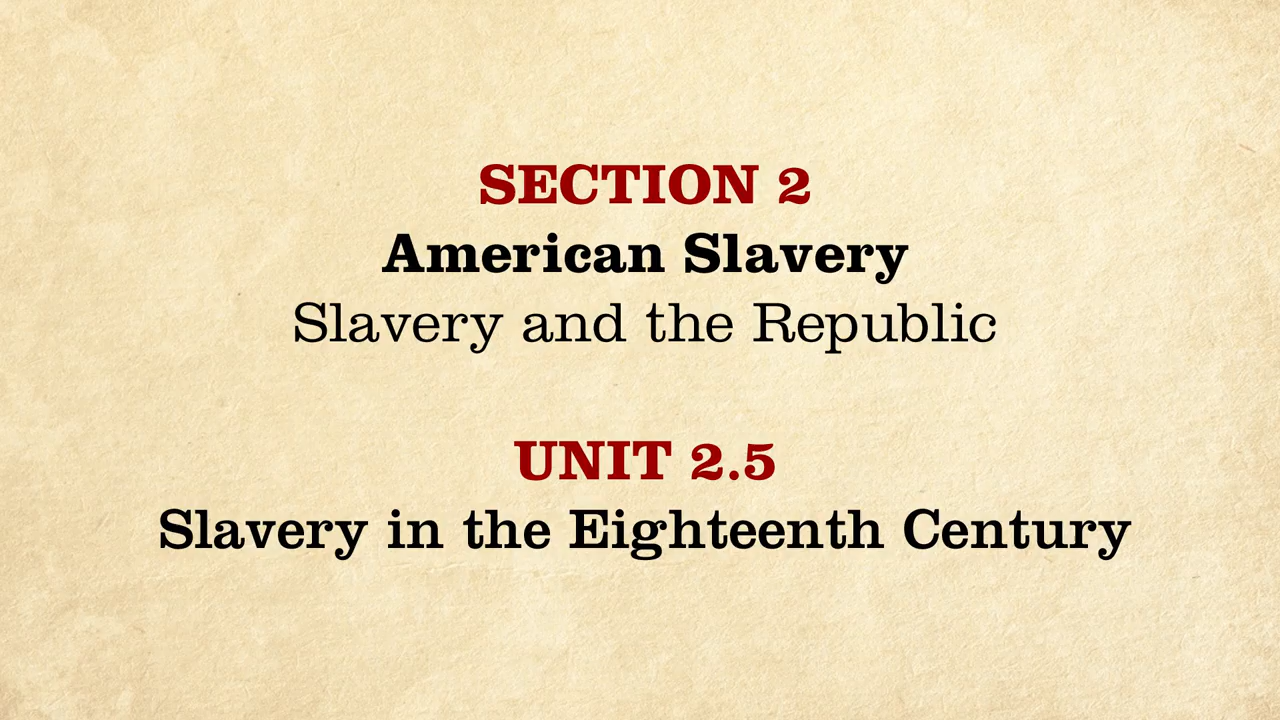 SECTION 2
American Slavery
Slavery and the Republic
UNIT 2.5
Slavery in the Eighteenth Century